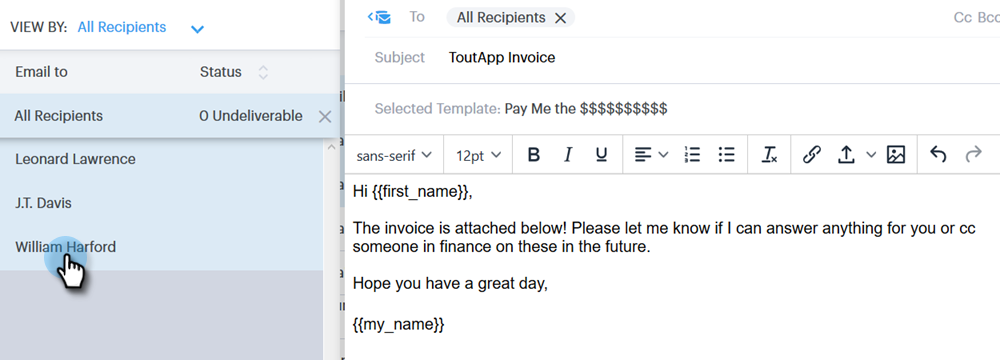 VIEW BY: All Recipients
Email to Status
All Recipients 0 Undeliverable
Leonard Lawrence
J.T. Davis
William Harford
To All Recipients Cc Bcc
Subject ToutApp Invoice
Selected Template: Pay Me the $$$$$$$$$$
sans-serif 12pt B I U
Hi {{first_name}},
The invoice is attached below! Please let me know if I can answer anything for you or cc
someone in finance on these in the future.
Hope you have a great day,
{{my_name}}